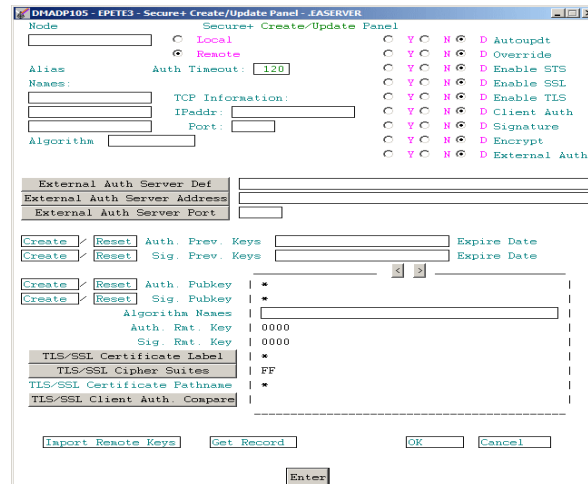 DMADP105 - EPETE3 - Secure+ Create/Update Panel - .EASERVER
Node Secure+ Create/Update Panel
Local Y N D Autoupdt
Remote Y N D Override
Alias Auth Timeout: 120 Y N D Enable STS
Names: Y N D Enable SSL
TCP Information: Y N D Enable TLS
IPaddr: Y N D Client Auth
Port: Y N D Signature
Algorithm Y N D Encrypt
Y N D External Auth
External Auth Server Def
External Auth Server Address
External Auth Server Port
Create / Reset Auth. Prev. Keys Expire Date
Create / Reset Sig. Prev. Keys Expire Date
< >
Create / Reset Auth. Pubkey | * |
Create / Reset Sig. Pubkey | * |
Algorithm Names |
Auth. Rmt. Key | 0000 |
Sig. Rmt. Key | 0000 |
TLS/SSL Certificate Label | * |
TLS/SSL Cipher Suites | FF |
TLS/SSL Certificate Pathname | * |
TLS/SSL Client Auth. Compare | |
Import Remote Keys Get Record OK Cancel
Enter